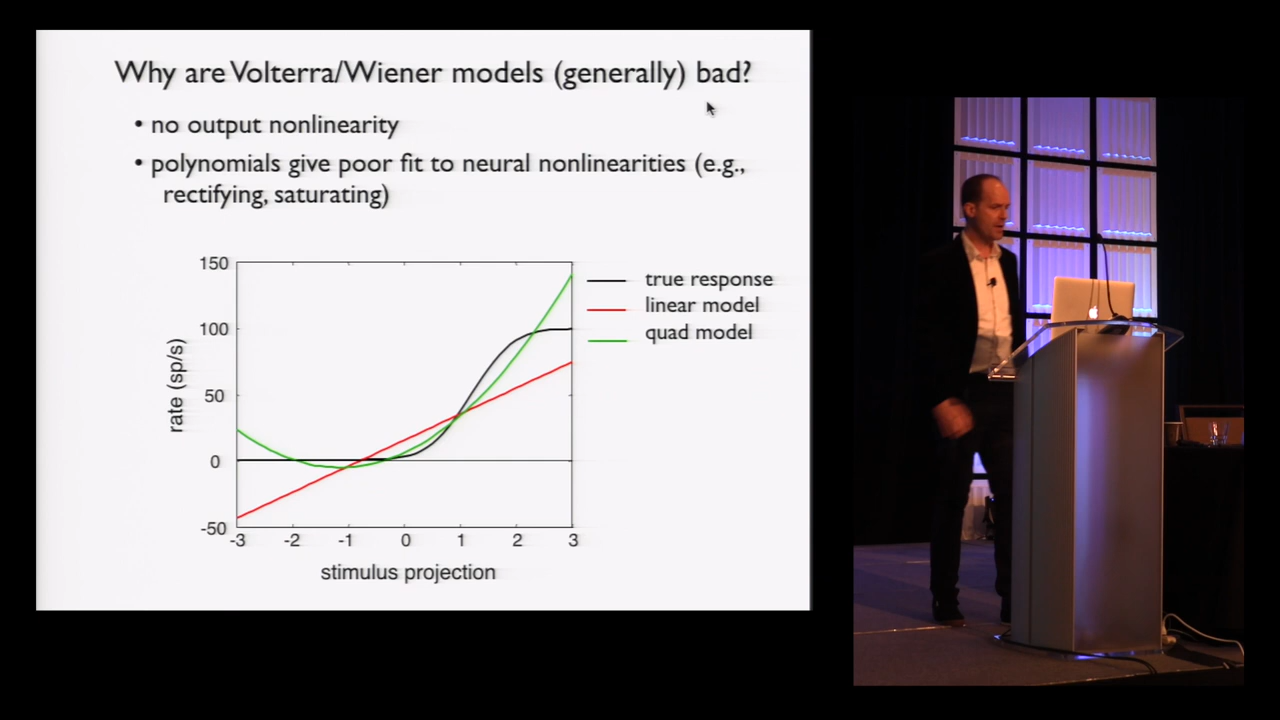 Why are Volterra/Wiener models (generally) bad?
• no output nonlinearity
• polynomials give poor fit to neural nonlinearities (e.g.,
rectifying, saturating)
150
100
50
0
-50
rate (sp/s)
-3 -2 -1 0 1 2 3
stimulus projection
true response
linear model
quad model